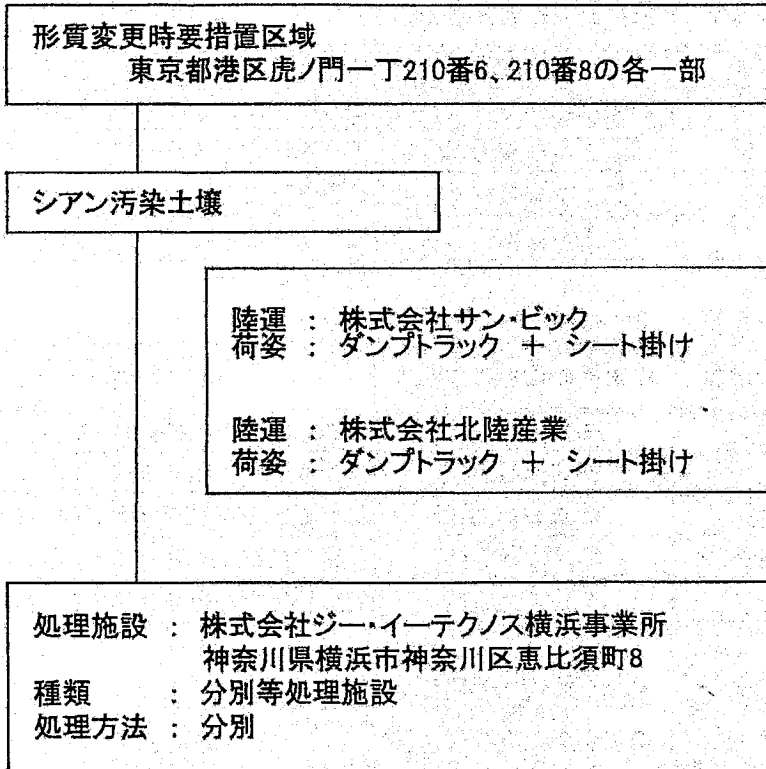 形質変更時要措置区域
東京都港区虎ノ門一丁210番6、210番8の各一部
シアン汚染土壌
陸運 : 株式会社サン・ビック
荷姿 : ダンプトラック + シート掛け
陸運 : 株式会社北陸産業
荷姿 : ダンプトラック + シート掛け
処理施設 : 株式会社ジー・イーテクノス横浜事業所
神奈川県横浜市神奈川区恵比須町8
種類 : 分別等処理施設
処理方法 : 分別